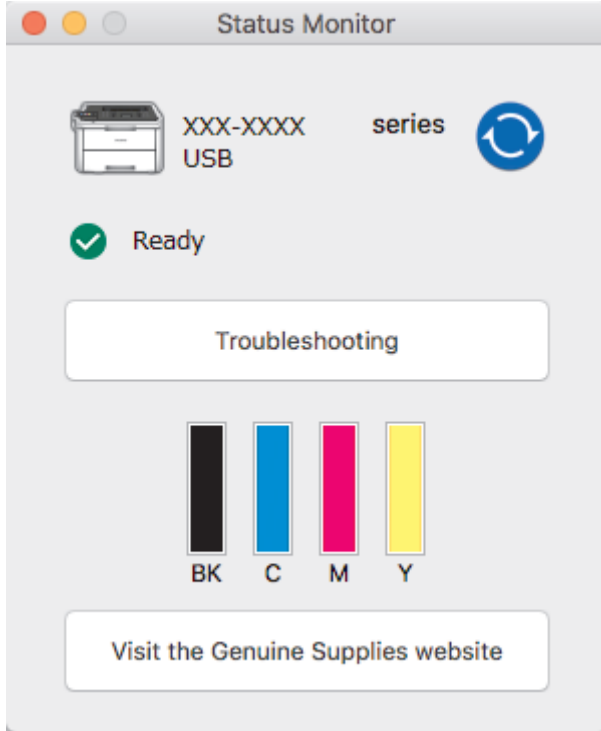 Status Monitor
XXX-XXXX series
USB
Ready
Troubleshooting
BK C M Y
Visit the Genuine Supplies website